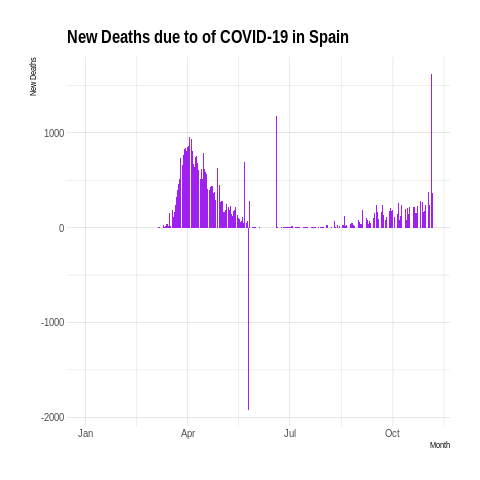 New Deaths due to of COVID-19 in Spain
New Deaths
1000
0
-1000
-2000
Jan Apr Jul Oct
Month